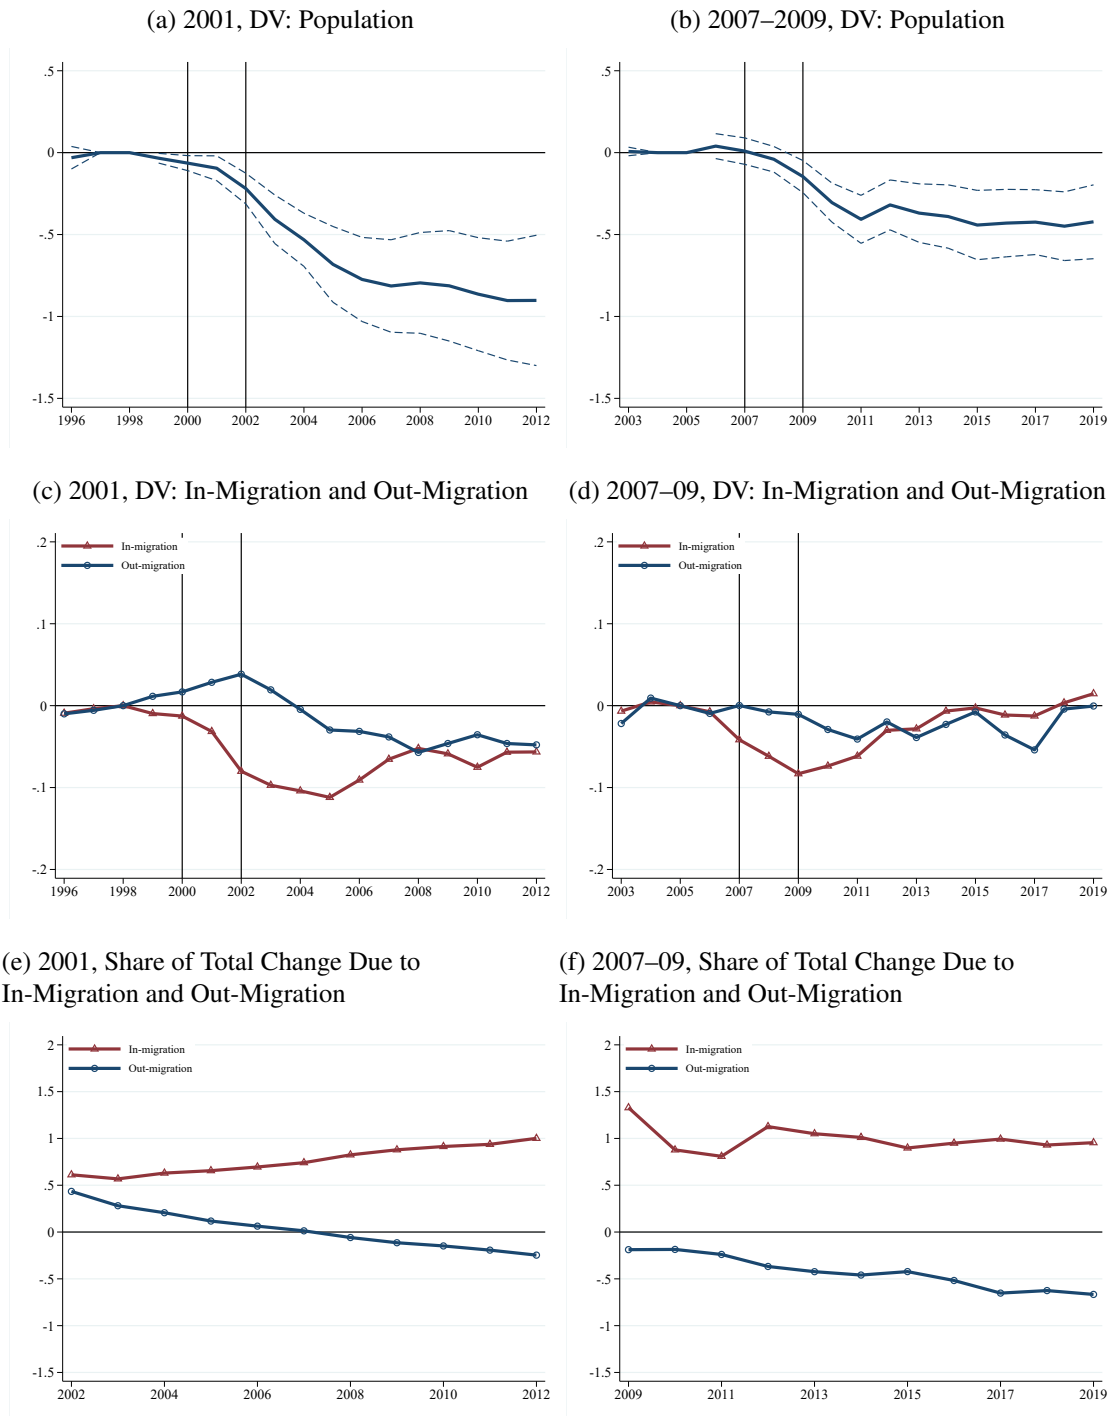 (a) 2001, DV: Population
.5
0
-.5
-1
-1.5
1996 1998 2000 2002 2004 2006 2008 2010 2012
(b) 2007–2009, DV: Population
.5
0
-.5
-1
-1.5
2003 2005 2007 2009 2011 2013 2015 2017 2019
(c) 2001, DV: In-Migration and Out-Migration
In-migration
Out-migration
.2
.1
0
-.1
-.2
1996 1998 2000 2002 2004 2006 2008 2010 2012
(d) 2007–09, DV: In-Migration and Out-Migration
In-migration
Out-migration
.2
.1
0
-.1
-.2
2003 2005 2007 2009 2011 2013 2015 2017 2019
(e) 2001, Share of Total Change Due to
In-Migration and Out-Migration
In-migration
Out-migration
2
1.5
1
.5
0
-.5
-1
-1.5
2002 2004 2006 2008 2010 2012
(f) 2007–09, Share of Total Change Due to
In-Migration and Out-Migration
In-migration
Out-migration
2
1.5
1
.5
0
-.5
-1
-1.5
2009 2011 2013 2015 2017 2019